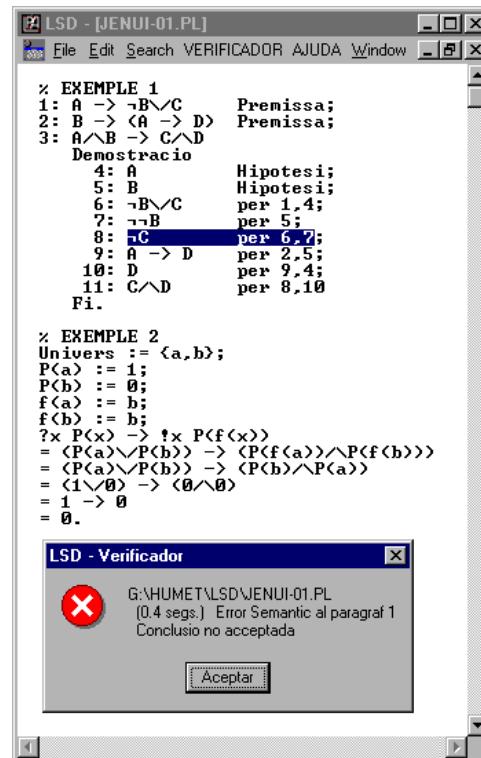 LSD - [JENUI-01.PL]
File Edit Search VERIFICADOR AJUDA Window
% EXEMPLE 1
1: A -> ¬B\/C Premissa;
2: B -> (A -> D) Premissa;
3: A/\B -> C/\D
Demostracio
4: A Hipotesi;
5: B Hipotesi;
6: ¬B\/C per 1,4;
7: ¬¬B per 5;
8: ¬C per 6,7;
9: A -> D per 2,5;
10: D per 9,4;
11: C/\D per 8,10
Fi.
% EXEMPLE 2
Univers := {a,b};
P(a) := 1;
P(b) := 0;
f(a) := b;
f(b) := b;
?x P(x) -> !x P(f(x))
= (P(a)\/P(b)) -> (P(f(a))/\P(f(b)))
= (P(a)\/P(b)) -> (P(b)/\P(a))
= (1\/0) -> (0/\0)
= 1 -> 0
= 0.
LSD - Verificador
G:\HUMET\LSD\JENUI-01.PL
(0.4 segs.) Error Semantic al paragraf 1
Conclusio no acceptada
Aceptar